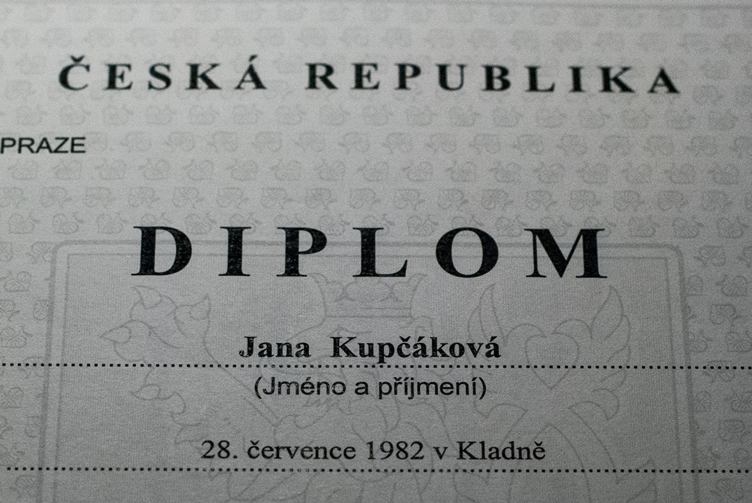 ČESKÁ REPUBLIKA
PRAZE
DIPLOM
Jana Kupčáková
(Jméno a příjmení)
28. července 1982 v Kladně